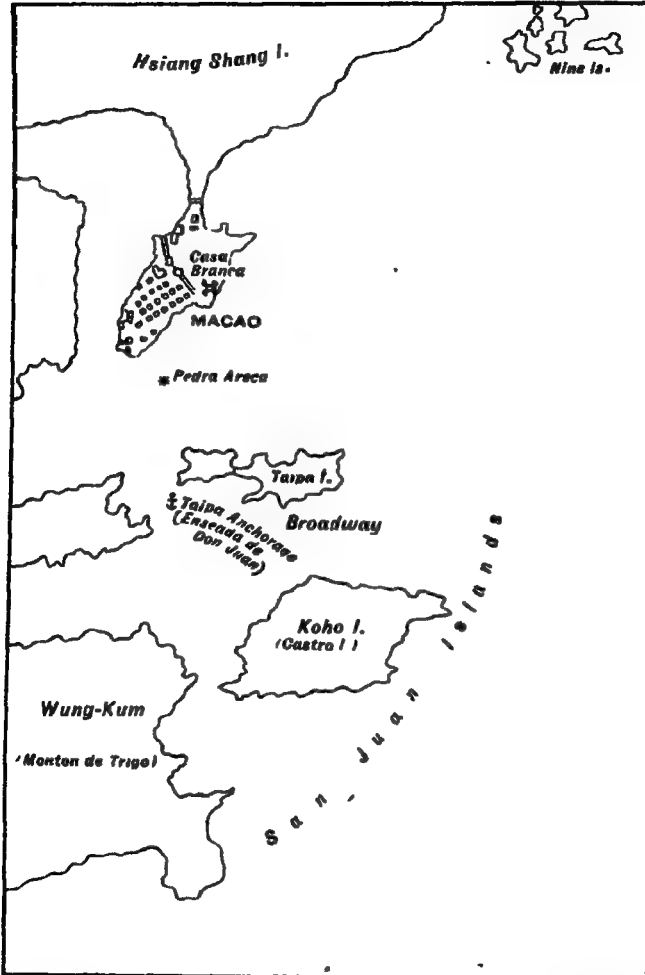 Hsiang Shang I.
Nine Is.
Casa
Branca
MACAO
Pedra Areca
Taipa I.
Taipa Anchorage
(Enseada de
Don Juan)
Broadway
Koho I.
(Castro I)
San Juan Islands
Wung-Kum
(Monton de Trigo)